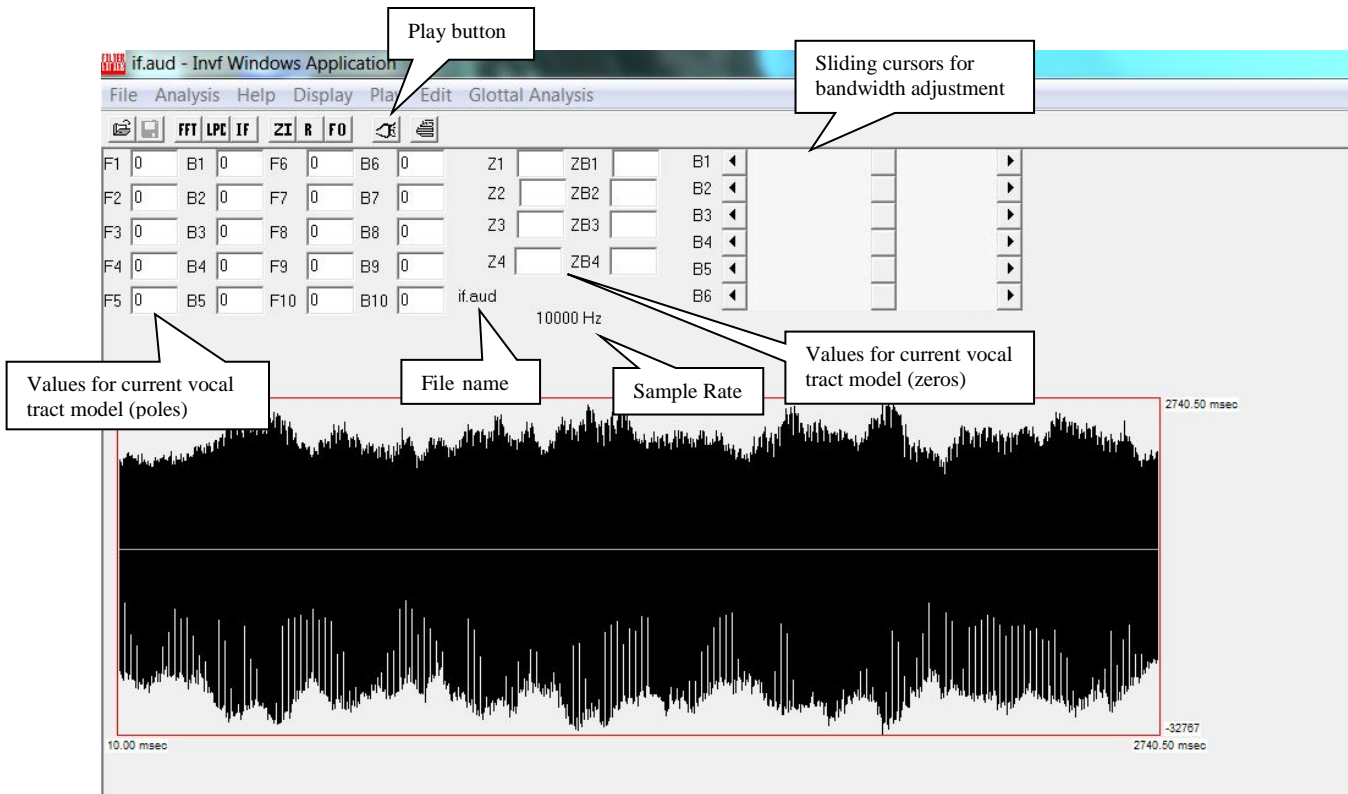 Play button
if.aud - Invf Windows Application
Sliding cursors for
bandwidth adjustment
File Analysis Help Display Play Edit Glottal Analysis
FFT LPC IF ZI R FO
F1 0 B1 0 F6 0 B6 0 Z1 ZB1 B1
F2 0 B2 0 F7 0 B7 0 Z2 ZB2 B2
F3 0 B3 0 F8 0 B8 0 Z3 ZB3 B3
F4 0 B4 0 F9 0 B9 0 Z4 ZB4 B4
B5
F5 0 B5 0 F10 0 B10 0 if.aud B6
10000 Hz
Values for current vocal
tract model (poles)
File name
Sample Rate
Values for current vocal
tract model (zeros)
2740.50 msec
-32767
10.00 msec
2740.50 msec